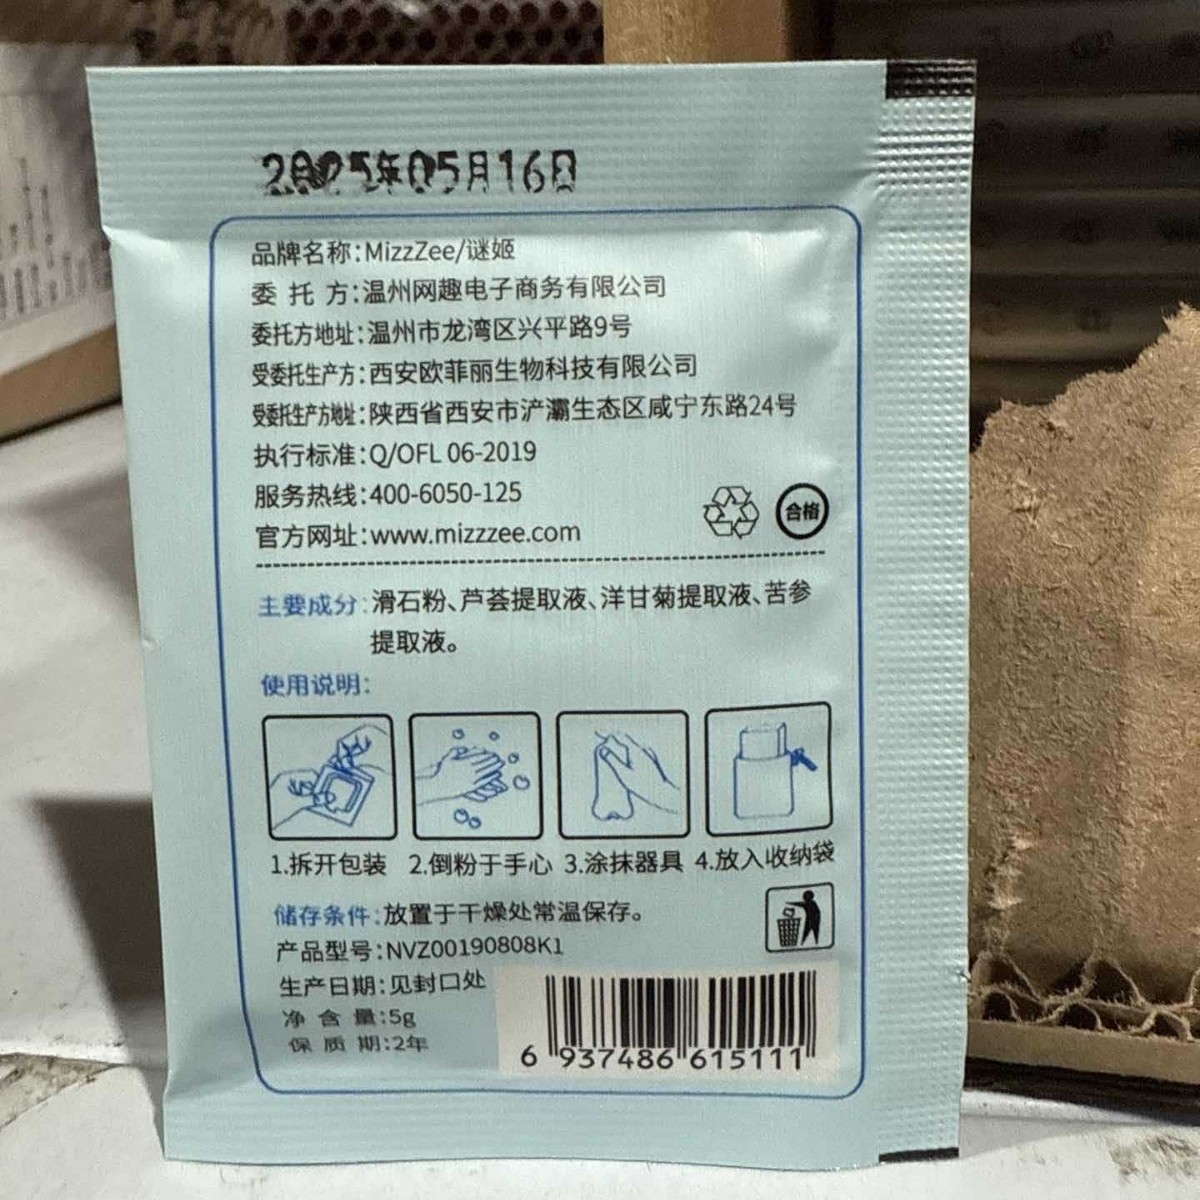 2025年05月16日
品牌名称:MizzZee/谜姬
委 托 方:温州网趣电子商务有限公司
委托方地址:温州市龙湾区兴平路9号
受委托生产方:西安欧菲丽生物科技有限公司
受委托生产方地址:陕西省西安市浐灞生态区咸宁东路24号
执行标准:Q/OFL 06-2019
服务热线:400-6050-125
官方网址:www.mizzzee.com
合格
主要成分:滑石粉、芦荟提取液、洋甘菊提取液、苦参
提取液。
使用说明:
1.拆开包装 2.倒粉于手心 3.涂抹器具 4.放入收纳袋
储存条件:放置于干燥处常温保存。
产品型号:NVZ00190808K1
生产日期:见封口处
净 含 量:5g
保 质 期:2年
6 937486 615111